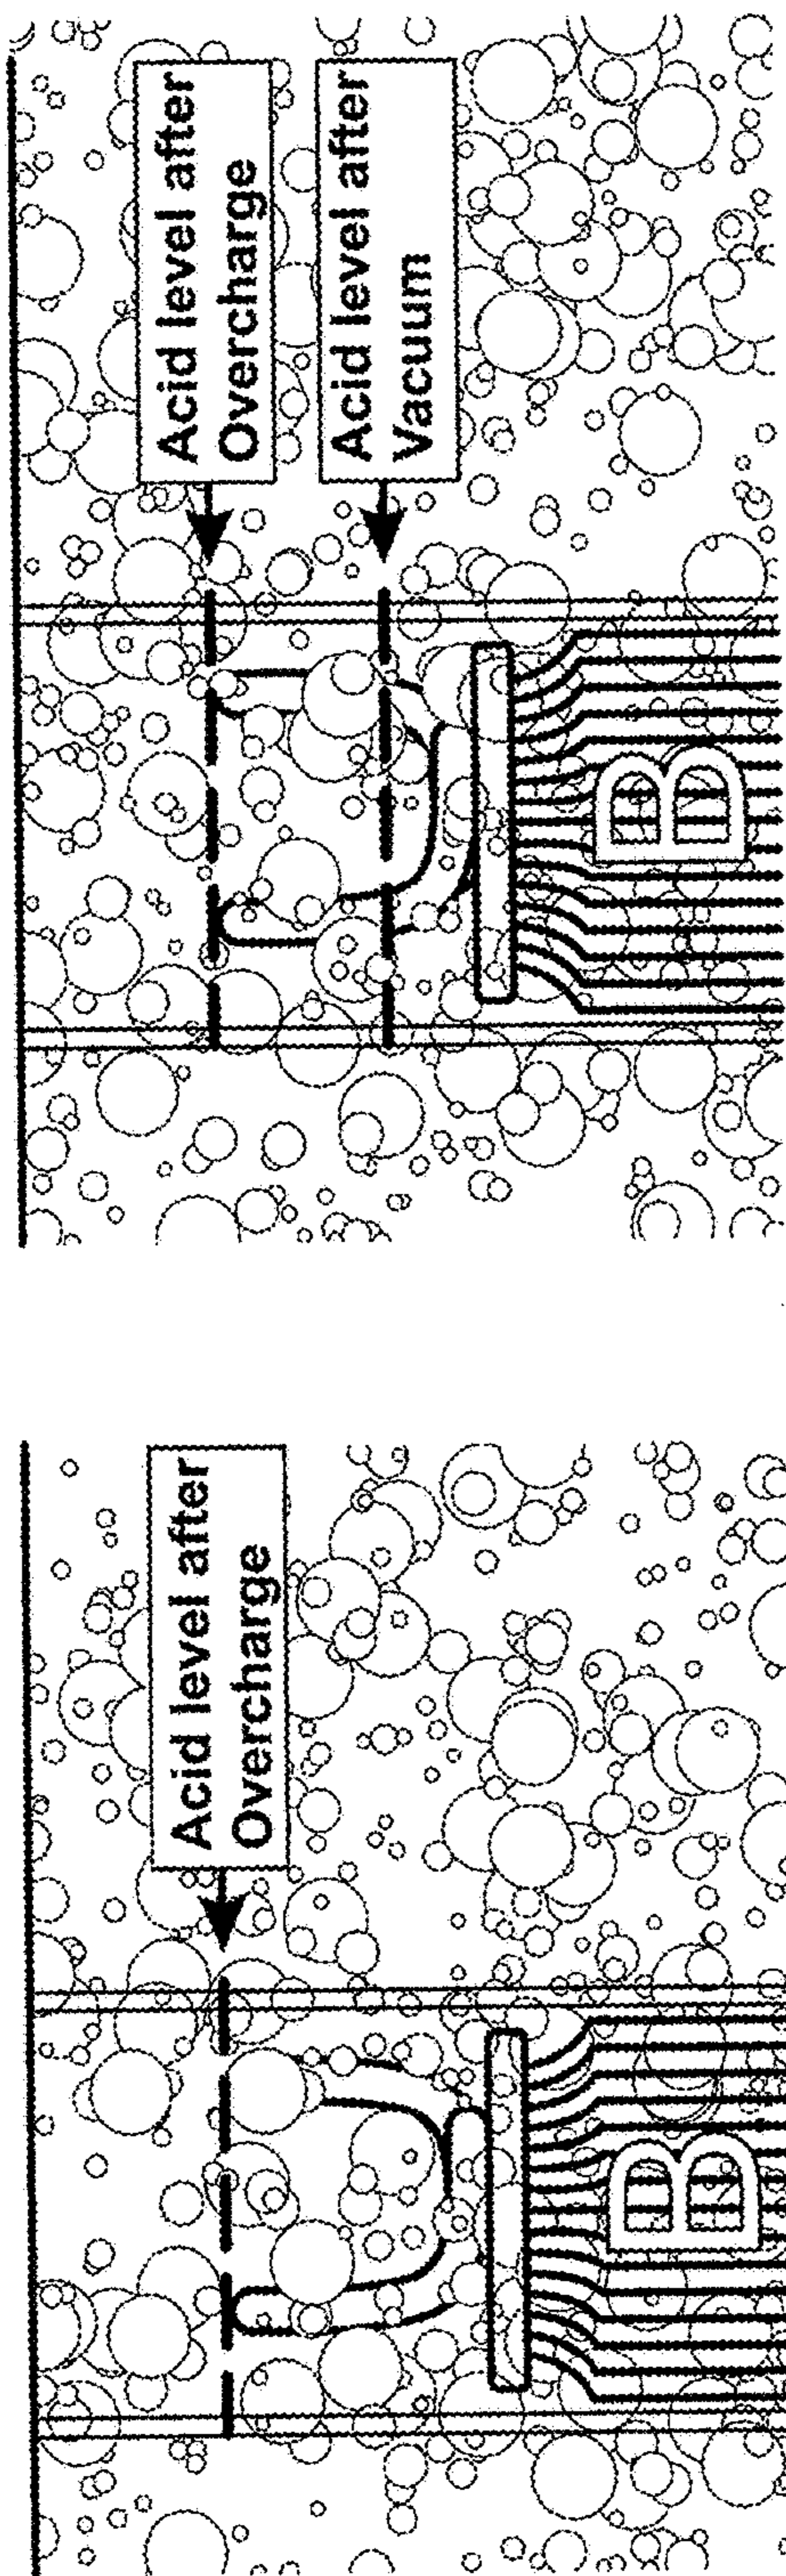 Acid level after
Overcharge
B
Acid level after
Overcharge
Acid level after
Vacuum
B